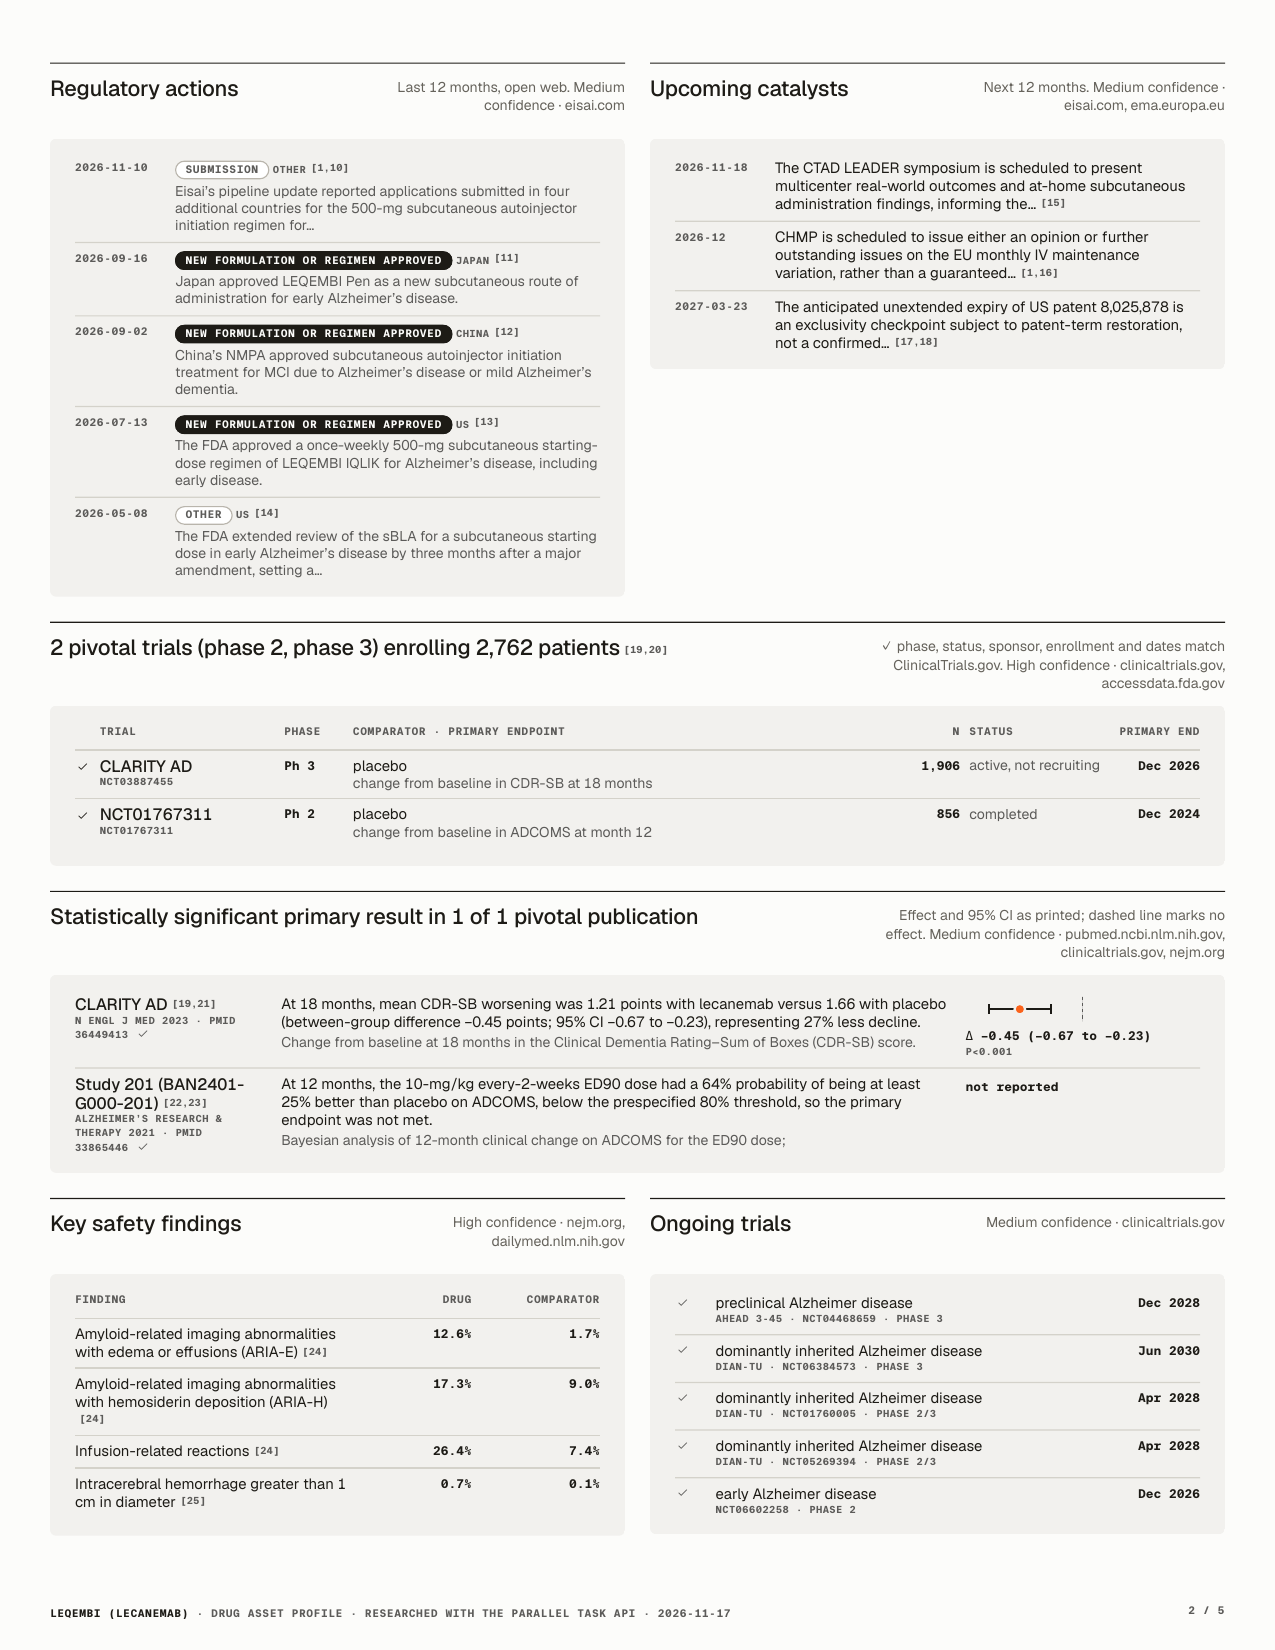 Regulatory actions
Last 12 months, open web. Medium
confidence · eisai.com
2026-11-10
SUBMISSION OTHER [1,10]
Eisai’s pipeline update reported applications submitted in four
additional countries for the 500-mg subcutaneous autoinjector
initiation regimen for…
2026-09-16
NEW FORMULATION OR REGIMEN APPROVED JAPAN [11]
Japan approved LEQEMBI Pen as a new subcutaneous route of
administration for early Alzheimer’s disease.
2026-09-02
NEW FORMULATION OR REGIMEN APPROVED CHINA [12]
China’s NMPA approved subcutaneous autoinjector initiation
treatment for MCI due to Alzheimer’s disease or mild Alzheimer’s
dementia.
2026-07-13
NEW FORMULATION OR REGIMEN APPROVED US [13]
The FDA approved a once-weekly 500-mg subcutaneous starting-
dose regimen of LEQEMBI IQLIK for Alzheimer’s disease, including
early disease.
2026-05-08
OTHER US [14]
The FDA extended review of the sBLA for a subcutaneous starting
dose in early Alzheimer’s disease by three months after a major
amendment, setting a…
Upcoming catalysts
Next 12 months. Medium confidence ·
eisai.com, ema.europa.eu
2026-11-18
The CTAD LEADER symposium is scheduled to present
multicenter real-world outcomes and at-home subcutaneous
administration findings, informing the… [15]
2026-12
CHMP is scheduled to issue either an opinion or further
outstanding issues on the EU monthly IV maintenance
variation, rather than a guaranteed… [1,16]
2027-03-23
The anticipated unextended expiry of US patent 8,025,878 is
an exclusivity checkpoint subject to patent-term restoration,
not a confirmed… [17,18]
2 pivotal trials (phase 2, phase 3) enrolling 2,762 patients [19,20]
✓ phase, status, sponsor, enrollment and dates match
ClinicalTrials.gov. High confidence · clinicaltrials.gov,
accessdata.fda.gov
TRIAL PHASE COMPARATOR · PRIMARY ENDPOINT N STATUS PRIMARY END
✓ CLARITY AD Ph 3 placebo 1,906 active, not recruiting Dec 2026
NCT03887455 change from baseline in CDR-SB at 18 months
✓ NCT01767311 Ph 2 placebo 856 completed Dec 2024
NCT01767311 change from baseline in ADCOMS at month 12
Statistically significant primary result in 1 of 1 pivotal publication
Effect and 95% CI as printed; dashed line marks no
effect. Medium confidence · pubmed.ncbi.nlm.nih.gov,
clinicaltrials.gov, nejm.org
CLARITY AD [19,21]
N ENGL J MED 2023 · PMID
36449413 ✓
At 18 months, mean CDR-SB worsening was 1.21 points with lecanemab versus 1.66 with placebo
(between-group difference −0.45 points; 95% CI −0.67 to −0.23), representing 27% less decline.
Change from baseline at 18 months in the Clinical Dementia Rating–Sum of Boxes (CDR-SB) score.
Δ −0.45 (−0.67 to −0.23)
P<0.001
Study 201 (BAN2401-
G000-201) [22,23]
ALZHEIMER'S RESEARCH &
THERAPY 2021 · PMID
33865446 ✓
At 12 months, the 10-mg/kg every-2-weeks ED90 dose had a 64% probability of being at least
25% better than placebo on ADCOMS, below the prespecified 80% threshold, so the primary
endpoint was not met.
Bayesian analysis of 12-month clinical change on ADCOMS for the ED90 dose;
not reported
Key safety findings
High confidence · nejm.org,
dailymed.nlm.nih.gov
FINDING DRUG COMPARATOR
Amyloid-related imaging abnormalities 12.6% 1.7%
with edema or effusions (ARIA-E) [24]
Amyloid-related imaging abnormalities 17.3% 9.0%
with hemosiderin deposition (ARIA-H)
[24]
Infusion-related reactions [24] 26.4% 7.4%
Intracerebral hemorrhage greater than 1 0.7% 0.1%
cm in diameter [25]
Ongoing trials
Medium confidence · clinicaltrials.gov
✓ preclinical Alzheimer disease Dec 2028
AHEAD 3-45 · NCT04468659 · PHASE 3
✓ dominantly inherited Alzheimer disease Jun 2030
DIAN-TU · NCT06384573 · PHASE 3
✓ dominantly inherited Alzheimer disease Apr 2028
DIAN-TU · NCT01760005 · PHASE 2/3
✓ dominantly inherited Alzheimer disease Apr 2028
DIAN-TU · NCT05269394 · PHASE 2/3
✓ early Alzheimer disease Dec 2026
NCT06602258 · PHASE 2
LEQEMBI (LECANEMAB) · DRUG ASSET PROFILE · RESEARCHED WITH THE PARALLEL TASK API · 2026-11-17
2 / 5